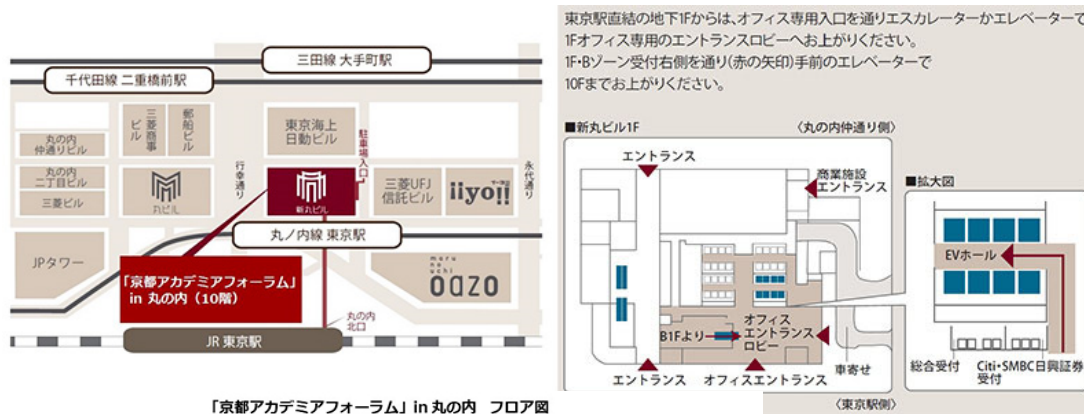 三田線 大手町駅
千代田線 二重橋前駅
丸の内
仲通りビル
三菱商事
ビル
郵船ビル
東京海上
日動ビル
駐車場入口
丸の内
二丁目ビル
三菱ビル
丸ビル
行幸通り
新丸ビル
三菱UFJ
信託ビル
iiyo!!
永代通り
丸ノ内線 東京駅
JPタワー
「京都アカデミアフォーラム」
in 丸の内（10階）
maru
no
uchi
oazo
丸の内
北口
JR 東京駅
「京都アカデミアフォーラム」in 丸の内 フロア図
東京駅直結の地下1Fからは、オフィス専用入口を通りエスカレーターかエレベーターで
1Fオフィス専用のエントランスロビーへお上がりください。
1F・Bゾーン受付右側を通り(赤の矢印)手前のエレベーターで
10Fまでお上がりください。
■新丸ビル1F
〈丸の内仲通り側〉
エントランス
商業施設
エントランス
B1Fより
オフィス
エントランス
ロビー
エントランス
オフィスエントランス
車寄せ
〈東京駅側〉
■拡大図
EVホール
総合受付
Citi・SMBC日興証券
受付